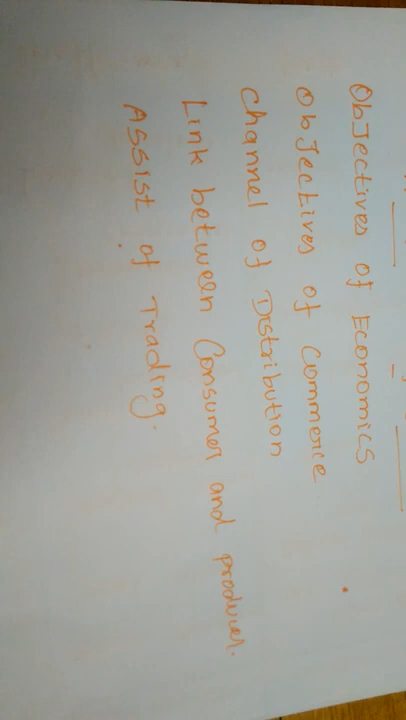 Objectives of Economics
Objectives of Commerce
Channel of Distribution
Link between Consumer and producer.
Assist of Trading.